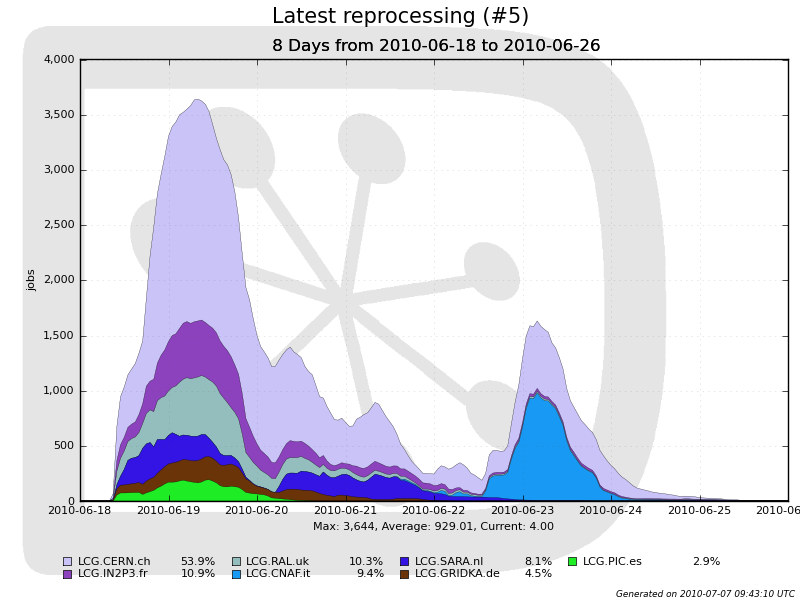 Latest reprocessing (#5)
8 Days from 2010-06-18 to 2010-06-26
4,000
3,500
3,000
2,500
2,000
1,500
1,000
500
0
jobs
2010-06-18 2010-06-19 2010-06-20 2010-06-21 2010-06-22 2010-06-23 2010-06-24 2010-06-25 2010-06
Max: 3,644, Average: 929.01, Current: 4.00
LCG.CERN.ch 53.9% LCG.RAL.uk 10.3% LCG.SARA.nl 8.1% LCG.PIC.es 2.9%
LCG.IN2P3.fr 10.9% LCG.CNAF.it 9.4% LCG.GRIDKA.de 4.5%
Generated on 2010-07-07 09:43:10 UTC